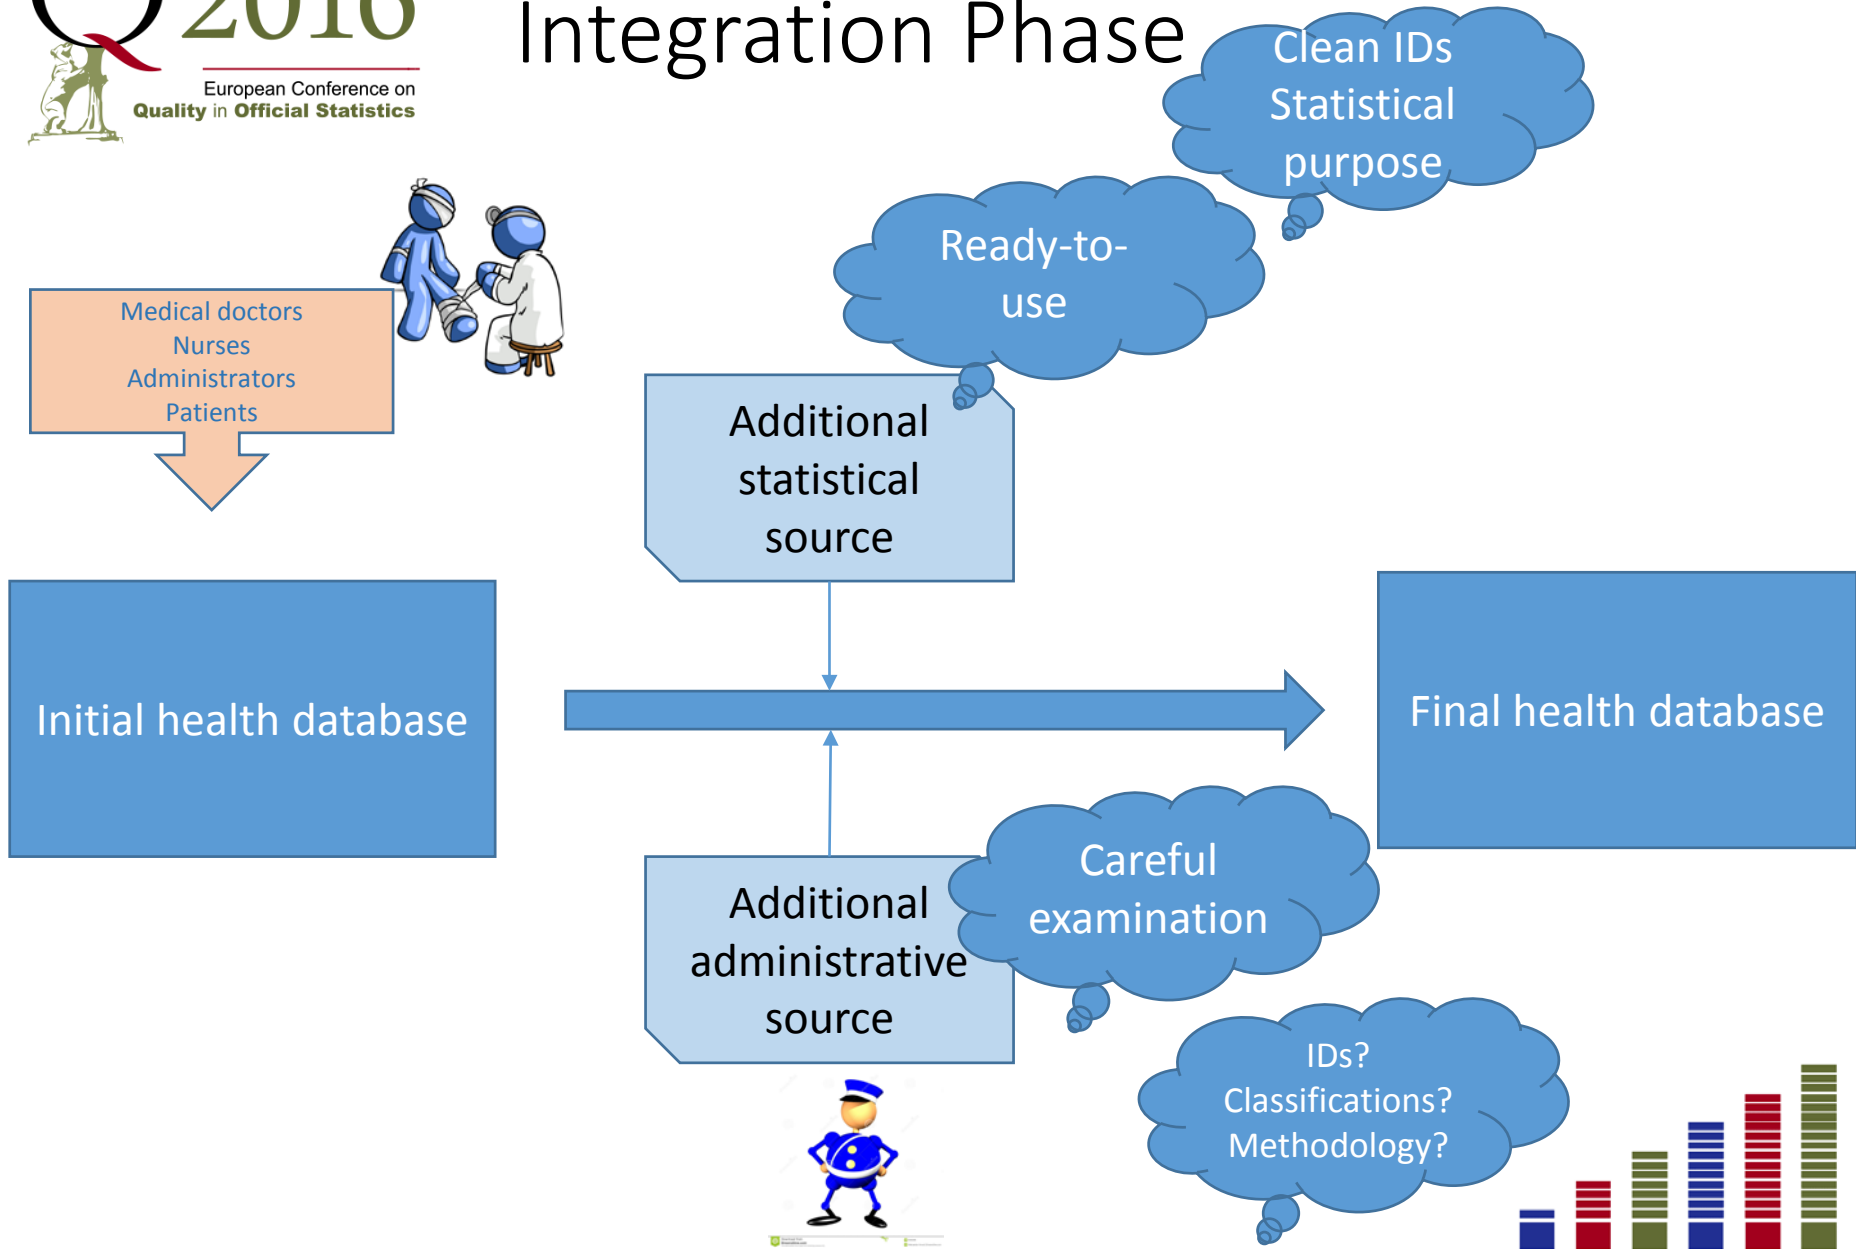 Q2016
European Conference on
Quality in Official Statistics
Integration Phase
Clean IDs
Statistical
purpose
Ready-to-
use
Medical doctors
Nurses
Administrators
Patients
Additional
statistical
source
Initial health database
Final health database
Additional
administrative
source
Careful
examination
IDs?
Classifications?
Methodology?